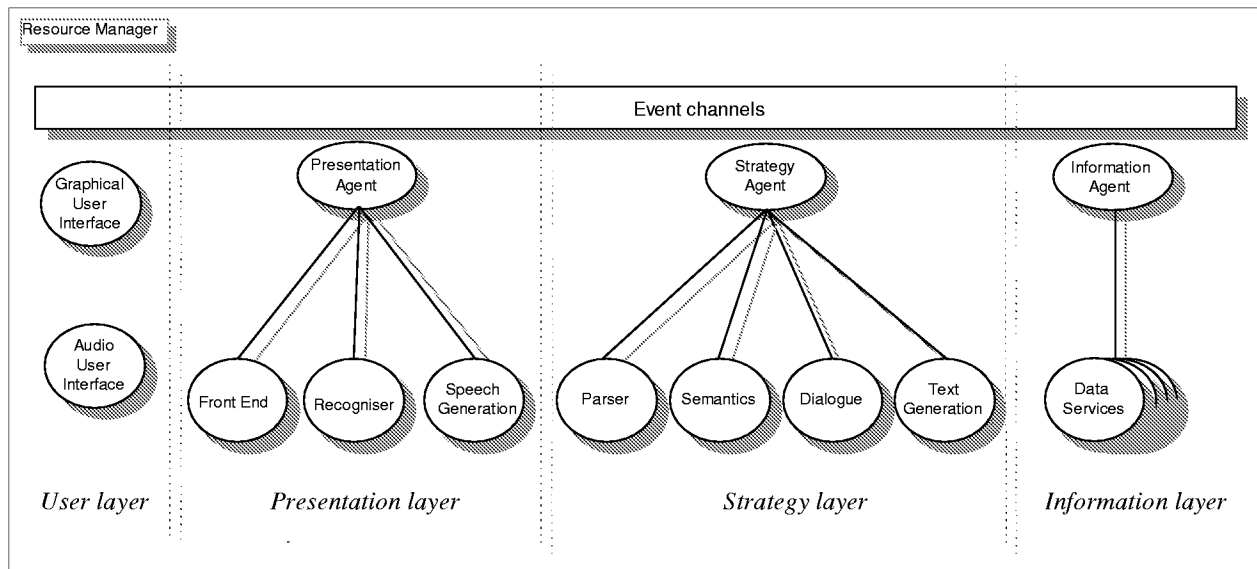 Resource Manager
Event channels
Graphical
User
Interface
Presentation
Agent
Strategy
Agent
Information
Agent
Audio
User
Interface
Front End
Recogniser
Speech
Generation
Parser
Semantics
Dialogue
Text
Generation
Data
Services
User layer
Presentation layer
Strategy layer
Information layer